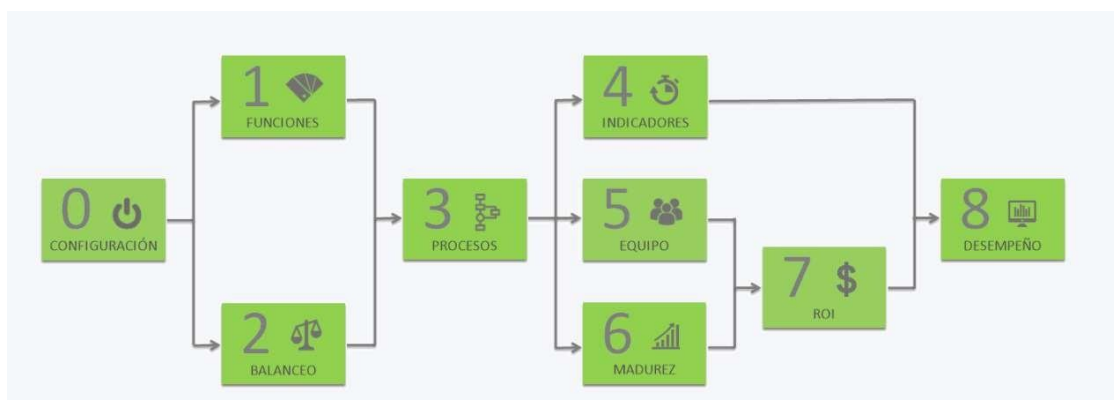 0
CONFIGURACIÓN
1
FUNCIONES
2
BALANCEO
3
PROCESOS
4
INDICADORES
5
EQUIPO
6
MADUREZ
7 $
ROI
8
DESEMPEÑO